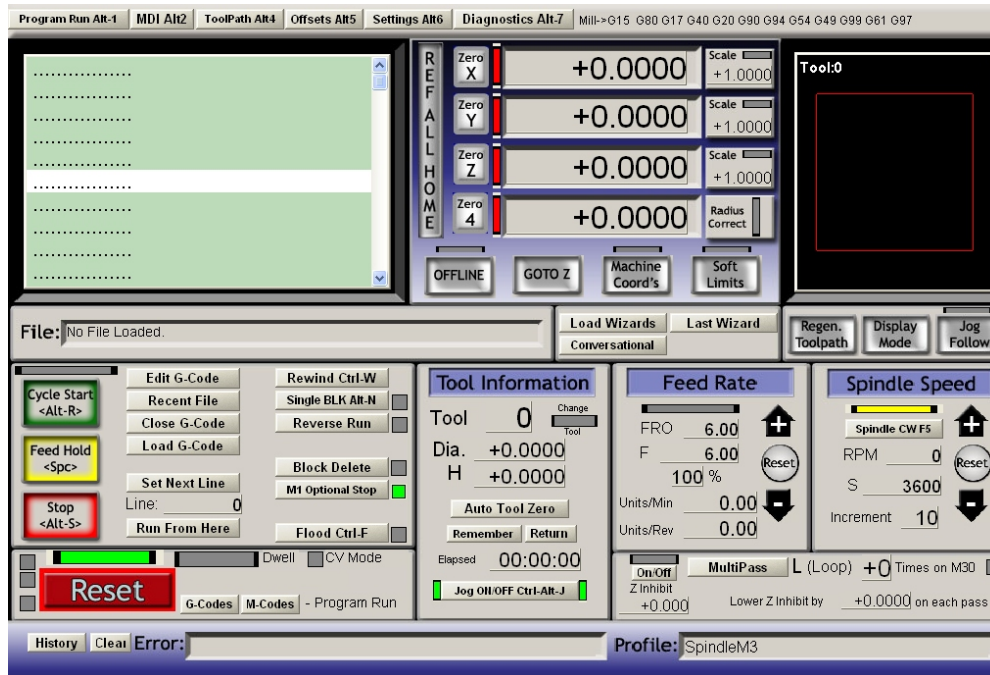 Program Run Alt-1 MDI Alt2 ToolPath Alt4 Offsets Alt5 Settings Alt6 Diagnostics Alt-7 Mill->G15 G80 G17 G40 G20 G90 G94 G54 G49 G99 G61 G97
REF ALL HOME
Zero X +0.0000 Scale +1.0000
Zero Y +0.0000 Scale +1.0000
Zero Z +0.0000 Scale +1.0000
Zero 4 +0.0000 Radius Correct
OFFLINE GOTO Z Machine Coord's Soft Limits
Tool:0
File: No File Loaded.
Load Wizards Last Wizard
Conversational
Regen. Toolpath Display Mode Jog Follow
Cycle Start <Alt-R>
Feed Hold <Spc>
Stop <Alt-S>
Edit G-Code
Recent File
Close G-Code
Load G-Code
Set Next Line
Line: 0
Run From Here
Rewind Ctrl-W
Single BLK Alt-N
Reverse Run
Block Delete
M1 Optional Stop
Flood Ctrl-F
Dwell CV Mode
Reset
G-Codes M-Codes - Program Run
Tool Information
Tool 0 Change Tool
Dia. +0.0000
H +0.0000
Auto Tool Zero
Remember Return
Elapsed 00:00:00
Jog ON/OFF Ctrl-Alt-J
Feed Rate
FRO 6.00
F 6.00
100 %
Reset
Units/Min 0.00
Units/Rev 0.00
Spindle Speed
Spindle CW F5
RPM 0
Reset
S 3600
Increment 10
On/Off MultiPass L (Loop) +0 Times on M30
Z Inhibit
+0.000 Lower Z Inhibit by +0.0000 on each pass
History Clear Error:
Profile: SpindleM3